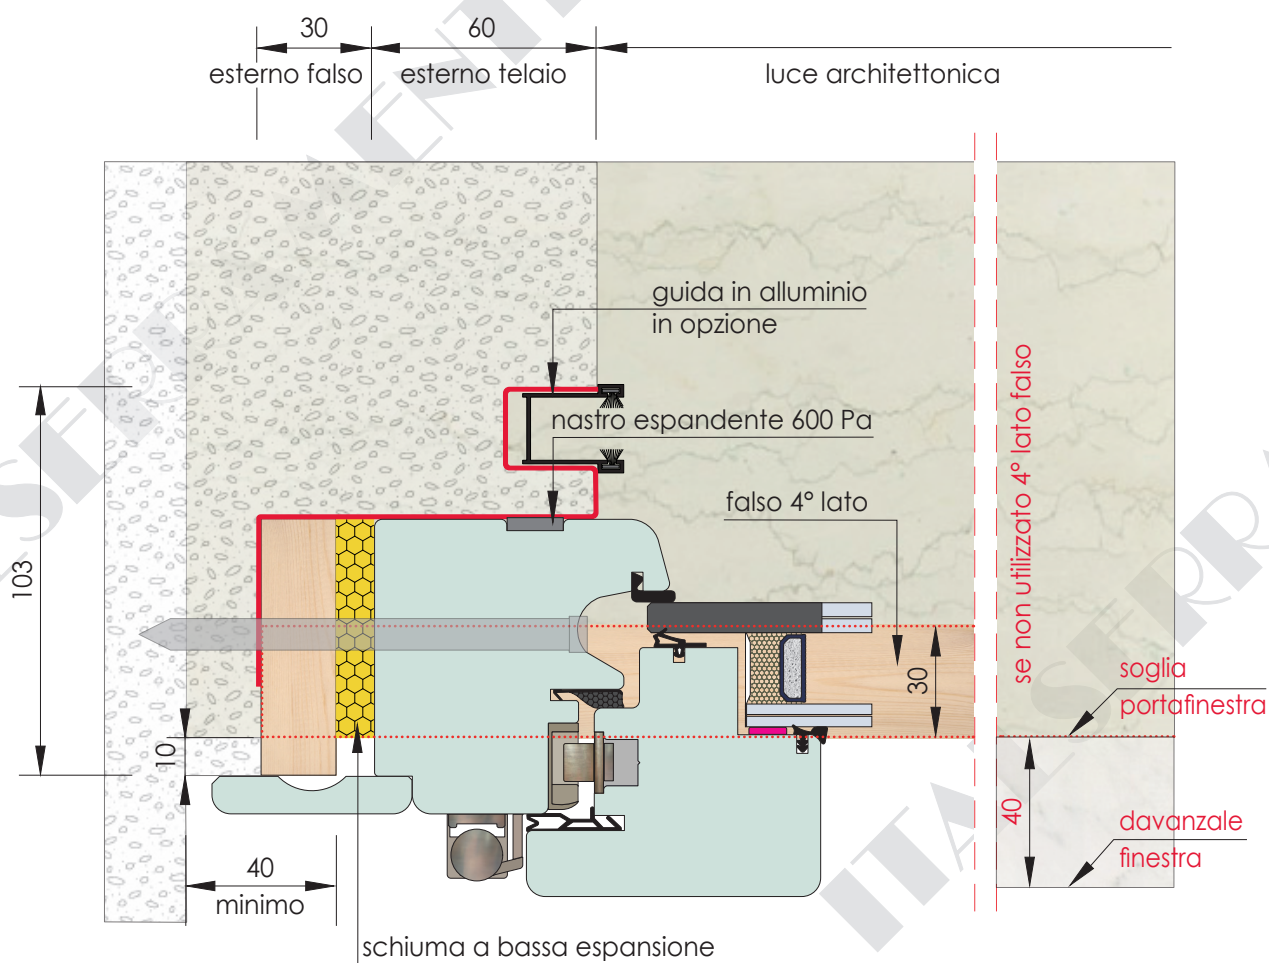 30
60
esterno falso
esterno telaio
luce architettonica
guida in alluminio
in opzione
nastro espandente 600 Pa
falso 4° lato
se non utilizzato 4° lato falso
103
30
soglia
portafinestra
10
40
davanzale
finestra
40
minimo
schiuma a bassa espansione
ITALSERRAMENTI
ITALSERRA